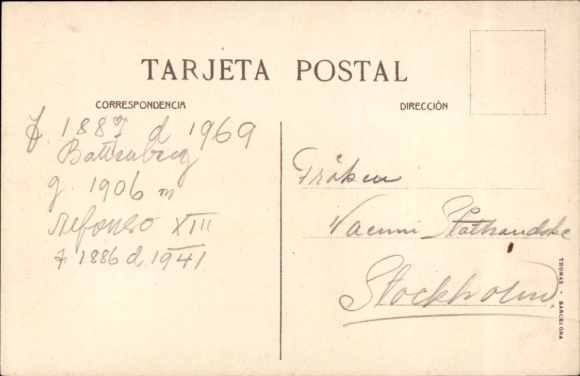 TARJETA POSTAL
CORRESPONDENCIA
DIRECCIÓN
f 1887 d 1969
Battenberg
g 1906 m
Alfonso XIII
f 1886 d. 1941
Fröken
Stockholm
THOMAS - BARCELONA